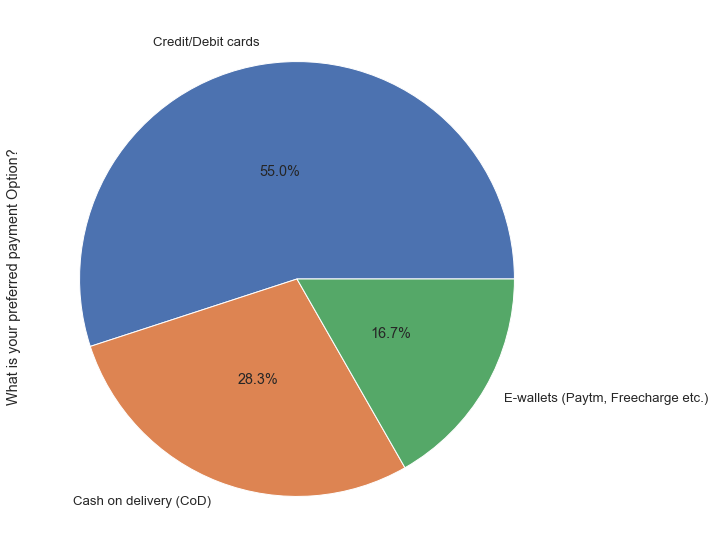 Credit/Debit cards
55.0%
What is your preferred payment Option?
16.7%
28.3%
E-wallets (Paytm, Freecharge etc.)
Cash on delivery (CoD)